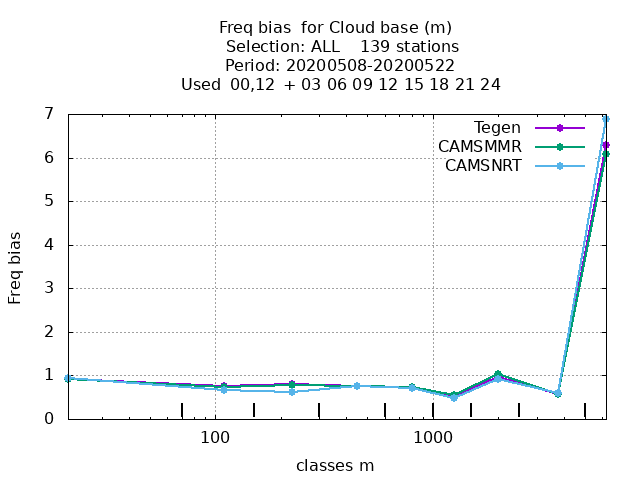 Freq bias  for Cloud base (m)
Selection: ALL    139 stations
Period: 20200508-20200522
Used  00,12  + 03 06 09 12 15 18 21 24
7
6
5
4
3
2
1
0
Freq bias
Tegen
CAMSMMR
CAMSNRT
100
1000
classes m